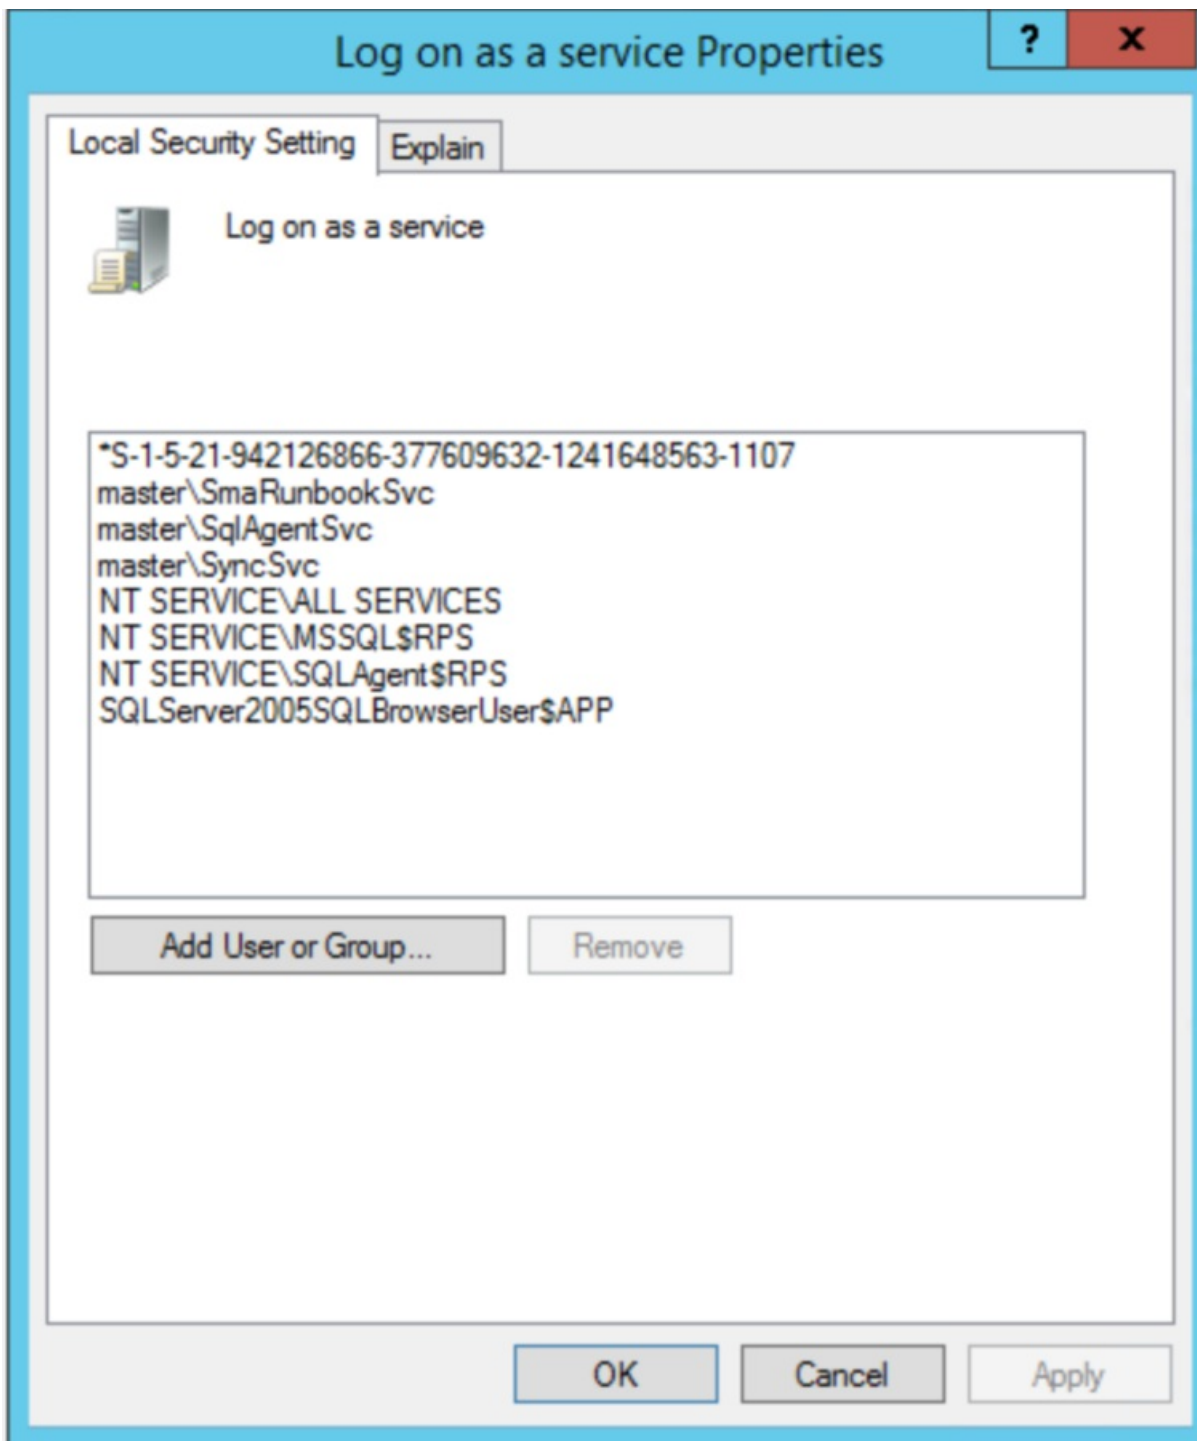 Log on as a service Properties
?
x
Local Security Setting
Explain
Log on as a service
*S-1-5-21-942126866-377609632-1241648563-1107
master\SmaRunbookSvc
master\SqlAgentSvc
master\SyncSvc
NT SERVICE\ALL SERVICES
NT SERVICE\MSSQL$RPS
NT SERVICE\SQLAgent$RPS
SQLServer2005SQLBrowserUser$APP
Add User or Group...
Remove
OK
Cancel
Apply